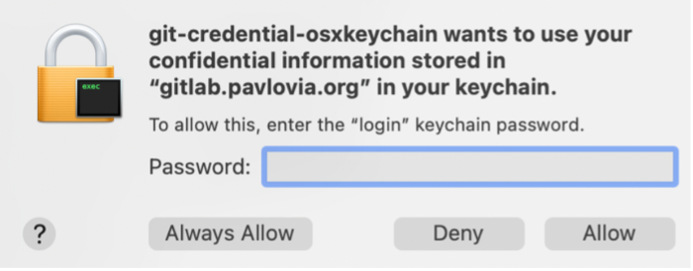 git-credential-osxkeychain wants to use your
confidential information stored in
“gitlab.pavlovia.org” in your keychain.
exec
To allow this, enter the “login” keychain password.
Password:
?
Always Allow
Deny
Allow